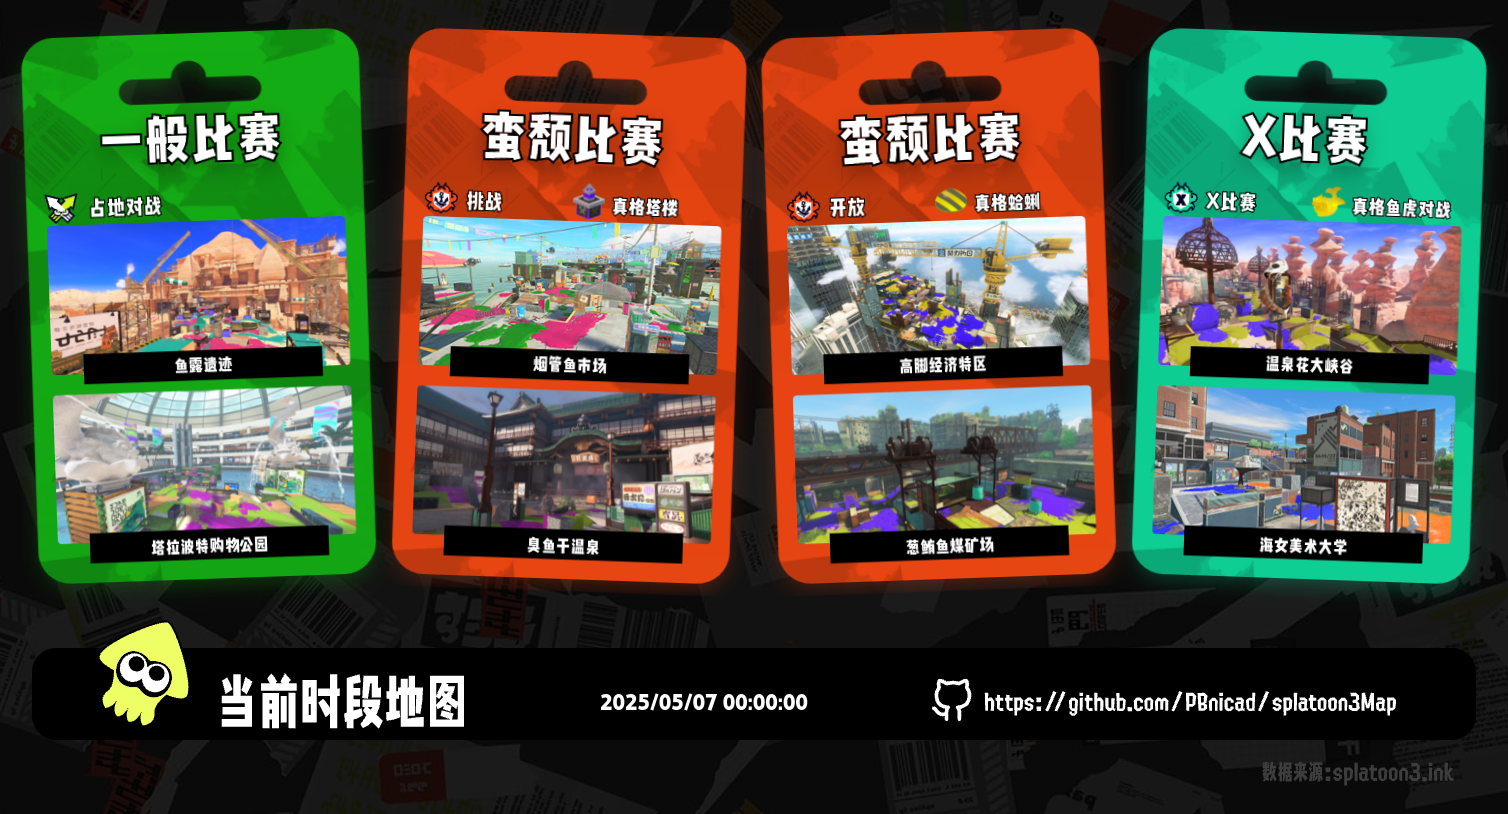 一般比赛
占地对战
鱼露遗迹
塔拉波特购物公园
蛮颓比赛
挑战
真格塔楼
烟管鱼市场
臭鱼干温泉
蛮颓比赛
开放
真格蛤蜊
高脚经济特区
葱鲔鱼煤矿场
X比赛
X比赛
真格鱼虎对战
温泉花大峡谷
海女美术大学
当前时段地图
2025/05/07 00:00:00
https://github.com/PBnicad/splatoon3Map
数据来源:splatoon3.ink